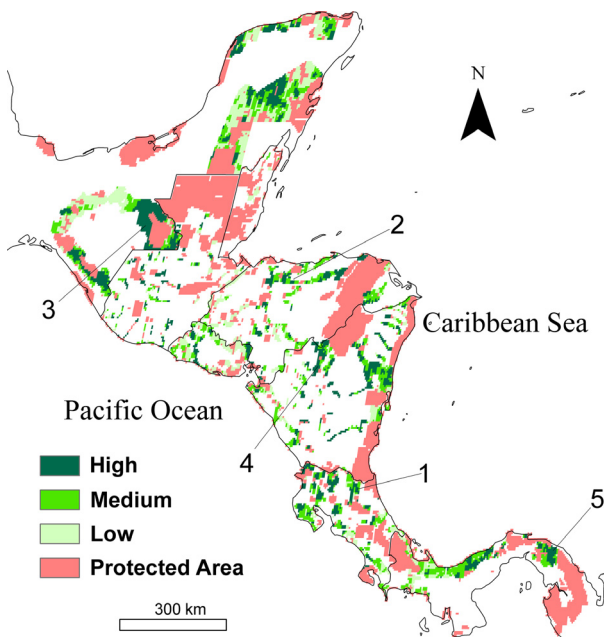 N
2
3
Caribbean Sea
Pacific Ocean
4
1
High
Medium
Low
Protected Area
5
300 km